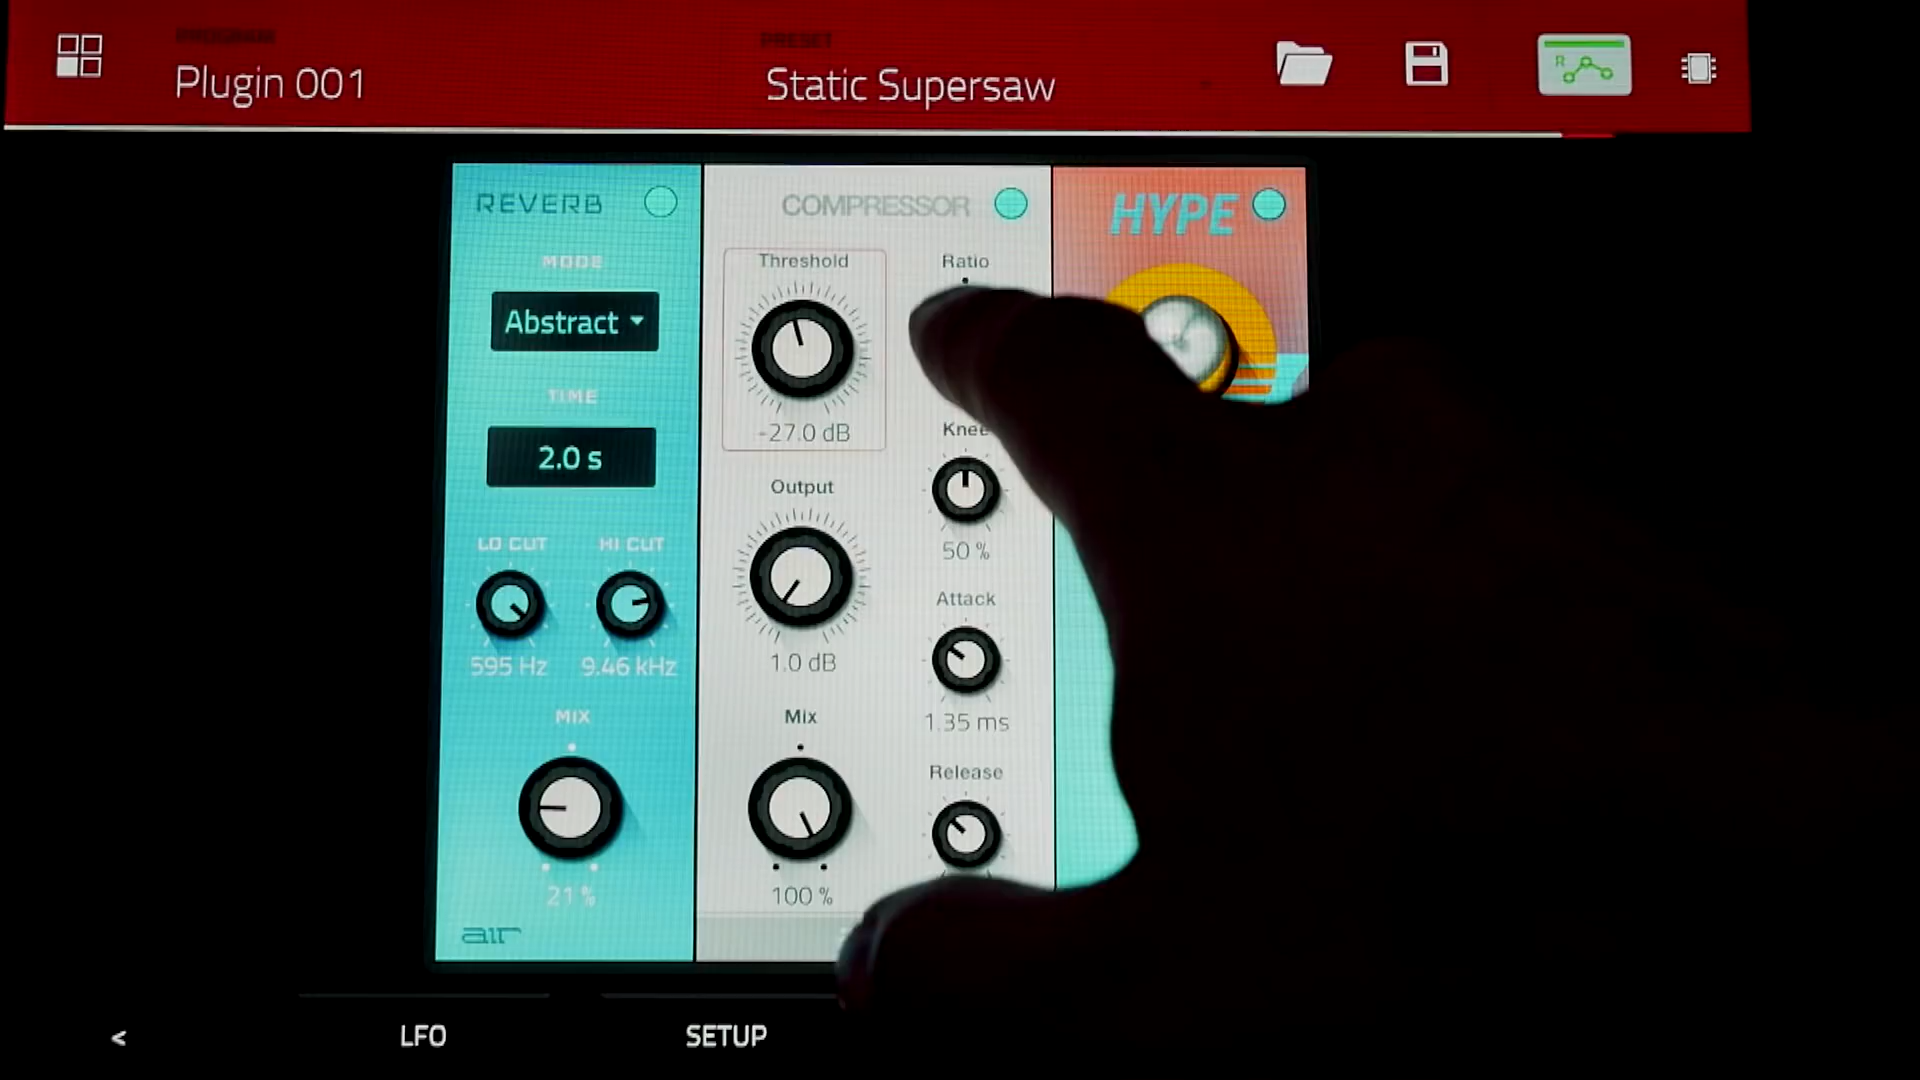 PROGRAM
Plugin 001
PRESET
Static Supersaw
R
REVERB
MODE
Abstract
TIME
2.0 s
LO CUT
HI CUT
595 Hz
9.46 kHz
MIX
21 %
air
COMPRESSOR
Threshold
-27.0 dB
Output
1.0 dB
Mix
100 %
Ratio
Knee
50 %
Attack
1.35 ms
Release
HYPE
<
LFO
SETUP